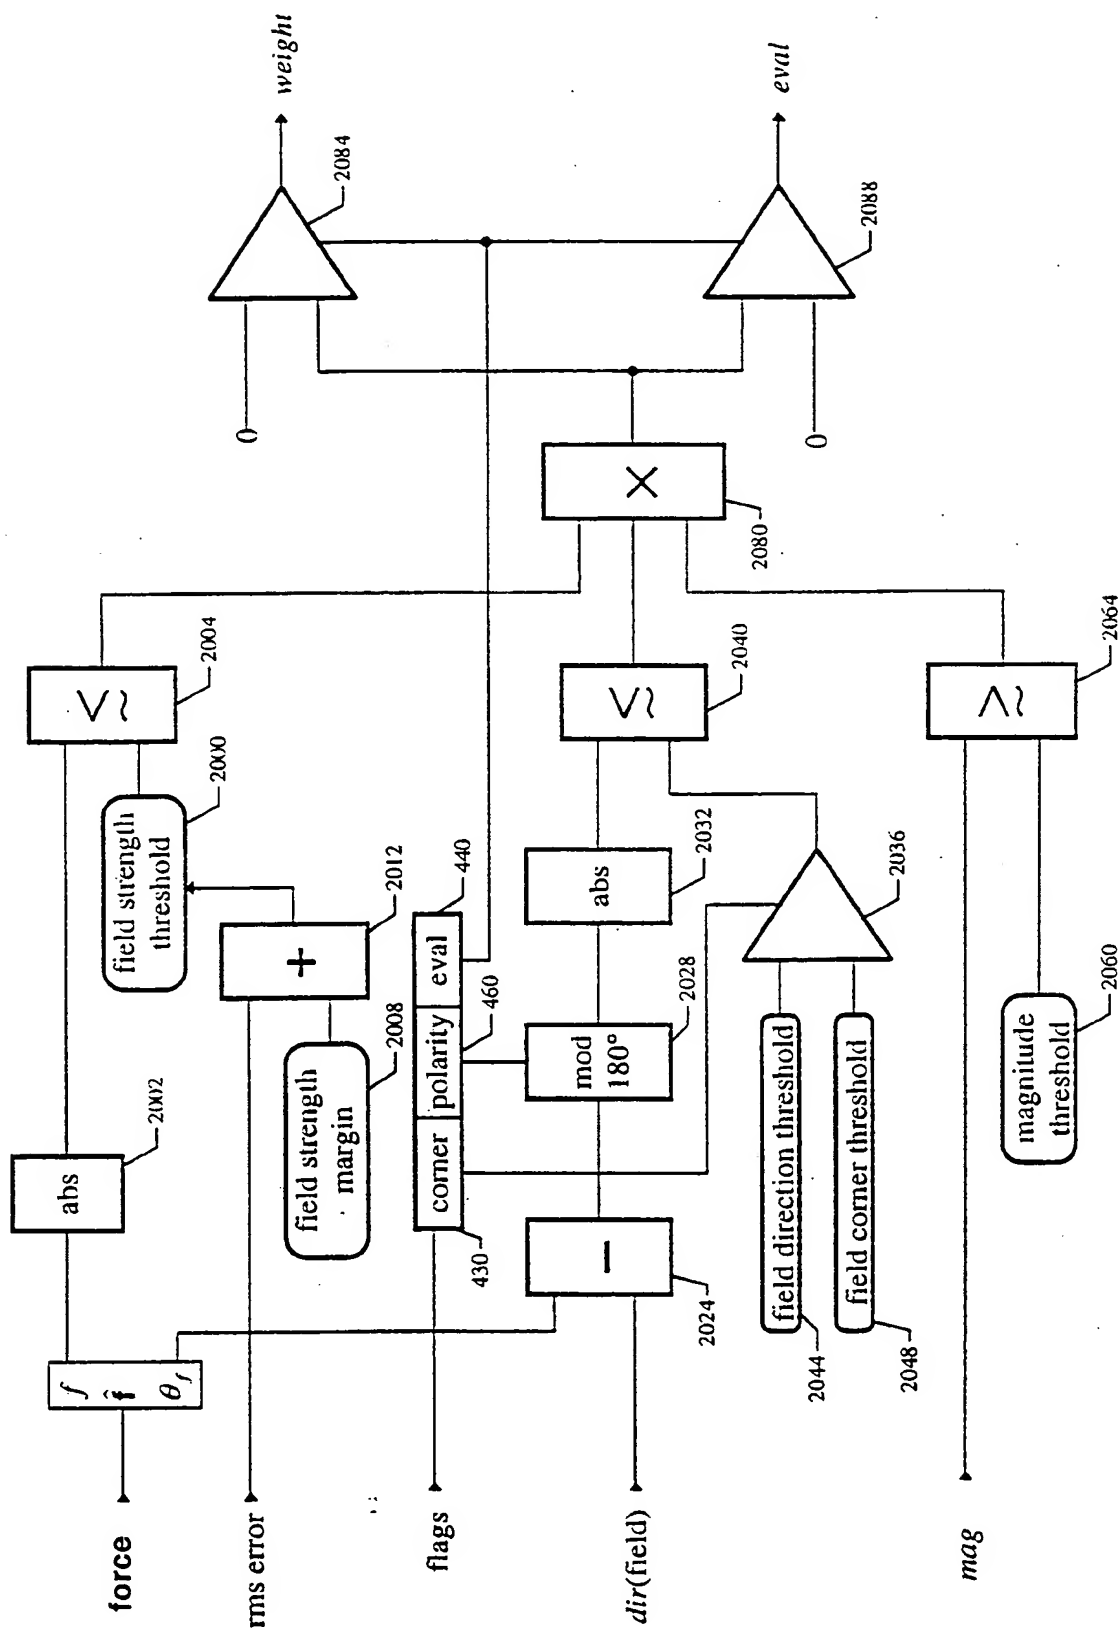 force
rms error
flags
dir(field)
mag
f
f̂
θf
abs
2002
field strength
threshold
2000
≲
2004
field strength
margin
2008
+
2012
corner
polarity
eval
430
460
440
−
2024
mod
180°
2028
abs
2032
≲
2040
field direction threshold
2044
field corner threshold
2048
2036
magnitude
threshold
2060
≳
2064
×
2080
0
2084
weight
0
2088
eval